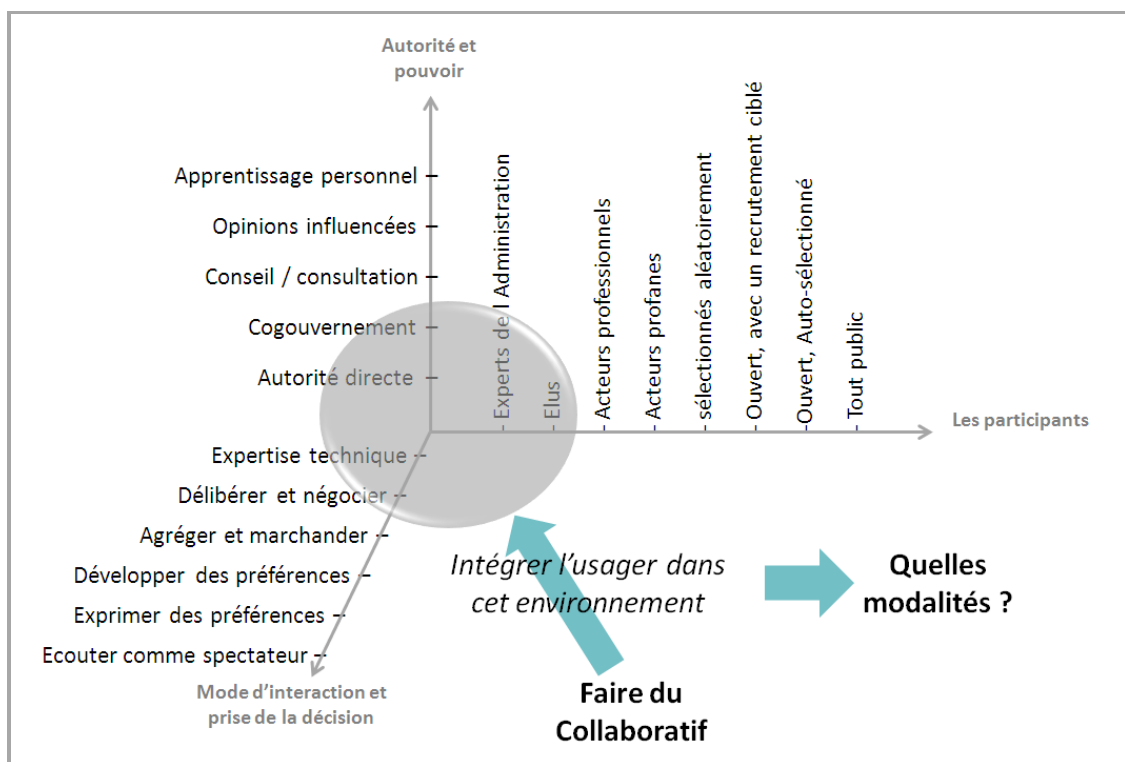 Autorité et
pouvoir
Apprentissage personnel
Opinions influencées
Conseil / consultation
Cogouvernement
Autorité directe
Experts de l Administration
Elus
Acteurs professionnels
Acteurs profanes
sélectionnés aléatoirement
Ouvert, avec un recrutement ciblé
Ouvert, Auto-sélectionné
Tout public
Les participants
Expertise technique
Délibérer et négocier
Agréger et marchander
Développer des préférences
Exprimer des préférences
Ecouter comme spectateur
Mode d’interaction et
prise de la décision
Intégrer l’usager dans
cet environnement
Quelles
modalités ?
Faire du
Collaboratif